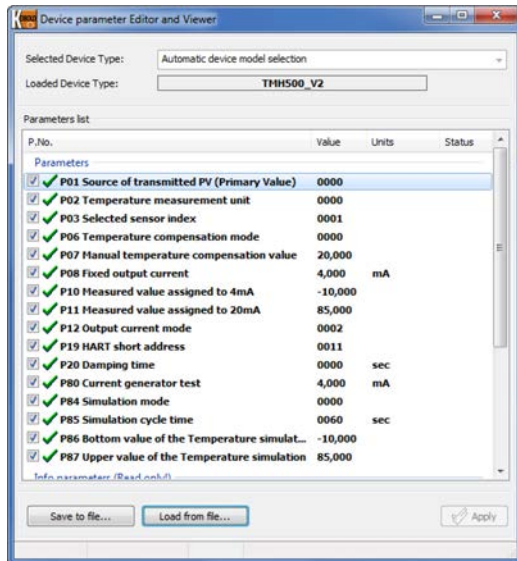 Device parameter Editor and Viewer
Selected Device Type: Automatic device model selection
Loaded Device Type: TMH500_V2
Parameters list
P.No. Value Units Status
Parameters
P01 Source of transmitted PV (Primary Value) 0000
P02 Temperature measurement unit 0000
P03 Selected sensor index 0001
P06 Temperature compensation mode 0000
P07 Manual temperature compensation value 20,000
P08 Fixed output current 4,000 mA
P10 Measured value assigned to 4mA -10,000
P11 Measured value assigned to 20mA 85,000
P12 Output current mode 0002
P19 HART short address 0011
P20 Damping time 0000 sec
P80 Current generator test 4,000 mA
P84 Simulation mode 0000
P85 Simulation cycle time 0060 sec
P86 Bottom value of the Temperature simulat... -10,000
P87 Upper value of the Temperature simulation 85,000
Info parameters (Read only!)
Save to file... Load from file... Apply